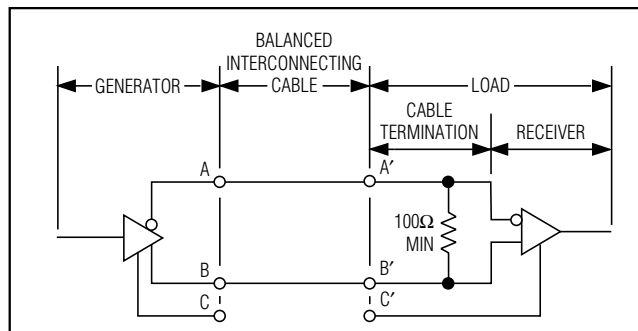 BALANCED
INTERCONNECTING
CABLE
GENERATOR
LOAD
CABLE
TERMINATION
RECEIVER
A
A′
100Ω
MIN
B
B′
C
C′